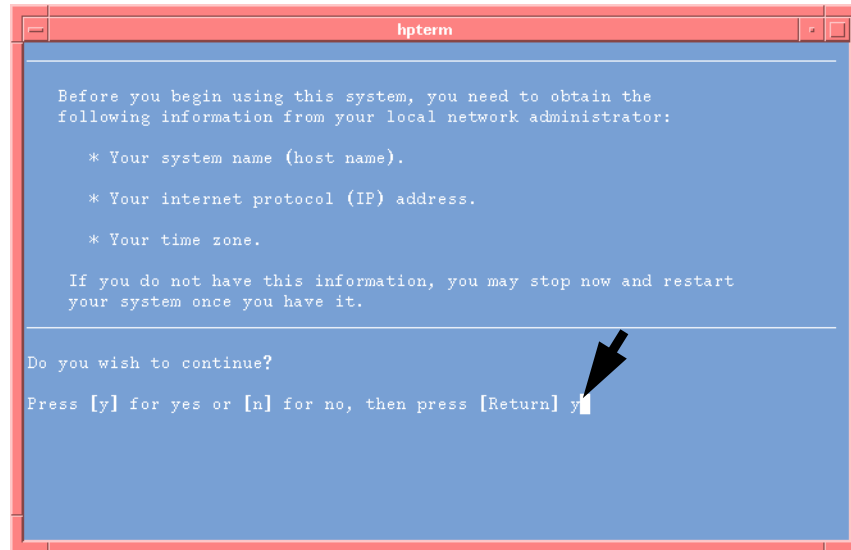 hpterm
Before you begin using this system, you need to obtain the
following information from your local network administrator:
* Your system name (host name).
* Your internet protocol (IP) address.
* Your time zone.
If you do not have this information, you may stop now and restart
your system once you have it.
Do you wish to continue?
Press [y] for yes or [n] for no, then press [Return] y